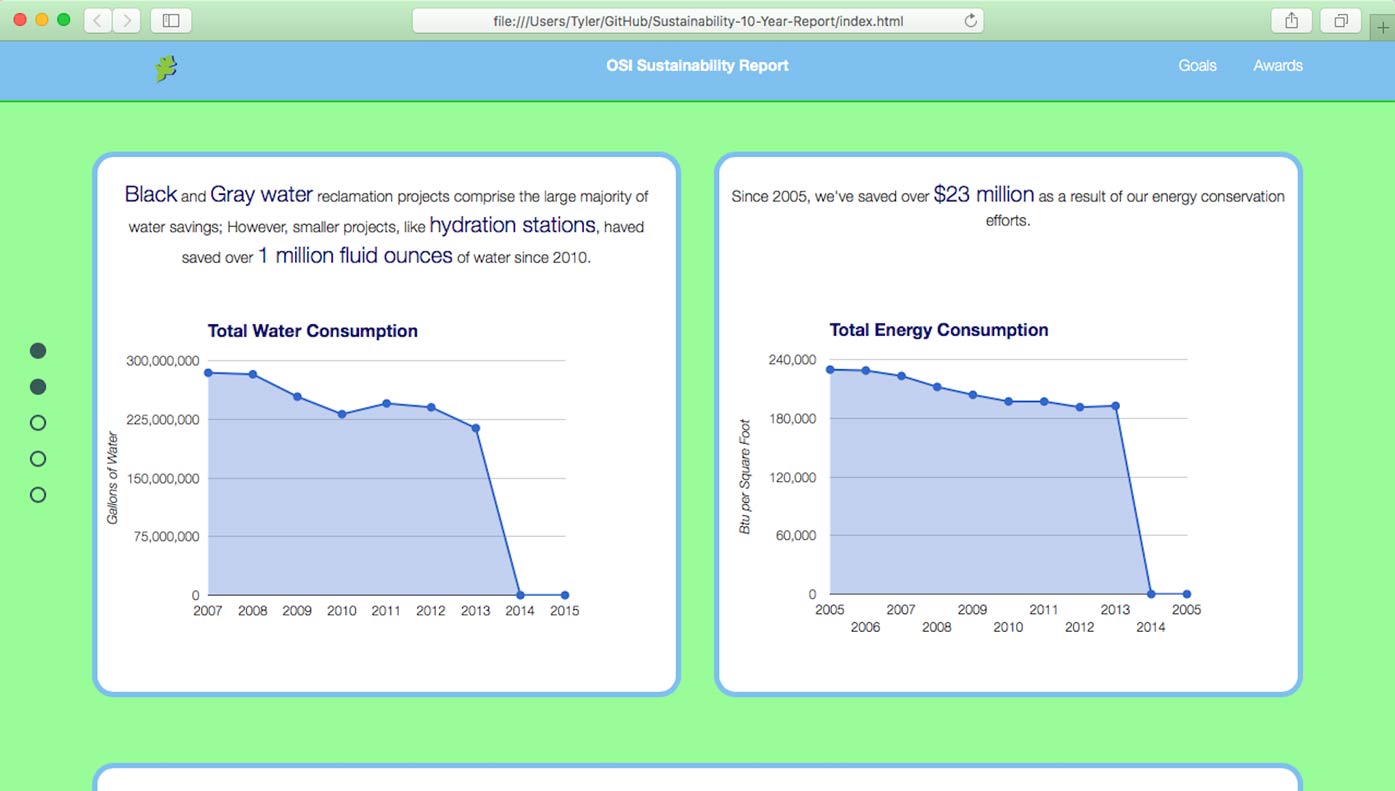 file:///Users/Tyler/GitHub/Sustainability-10-Year-Report/index.html
OSI Sustainability Report
Goals
Awards
Black and Gray water reclamation projects comprise the large majority of
water savings; However, smaller projects, like hydration stations, haved
saved over 1 million fluid ounces of water since 2010.
Total Water Consumption
300,000,000
225,000,000
150,000,000
75,000,000
0
Gallons of Water
2007 2008 2009 2010 2011 2012 2013 2014 2015
Since 2005, we've saved over $23 million as a result of our energy conservation
efforts.
Total Energy Consumption
240,000
180,000
120,000
60,000
0
Btu per Square Foot
2005 2007 2009 2011 2013 2005
2006 2008 2010 2012 2014